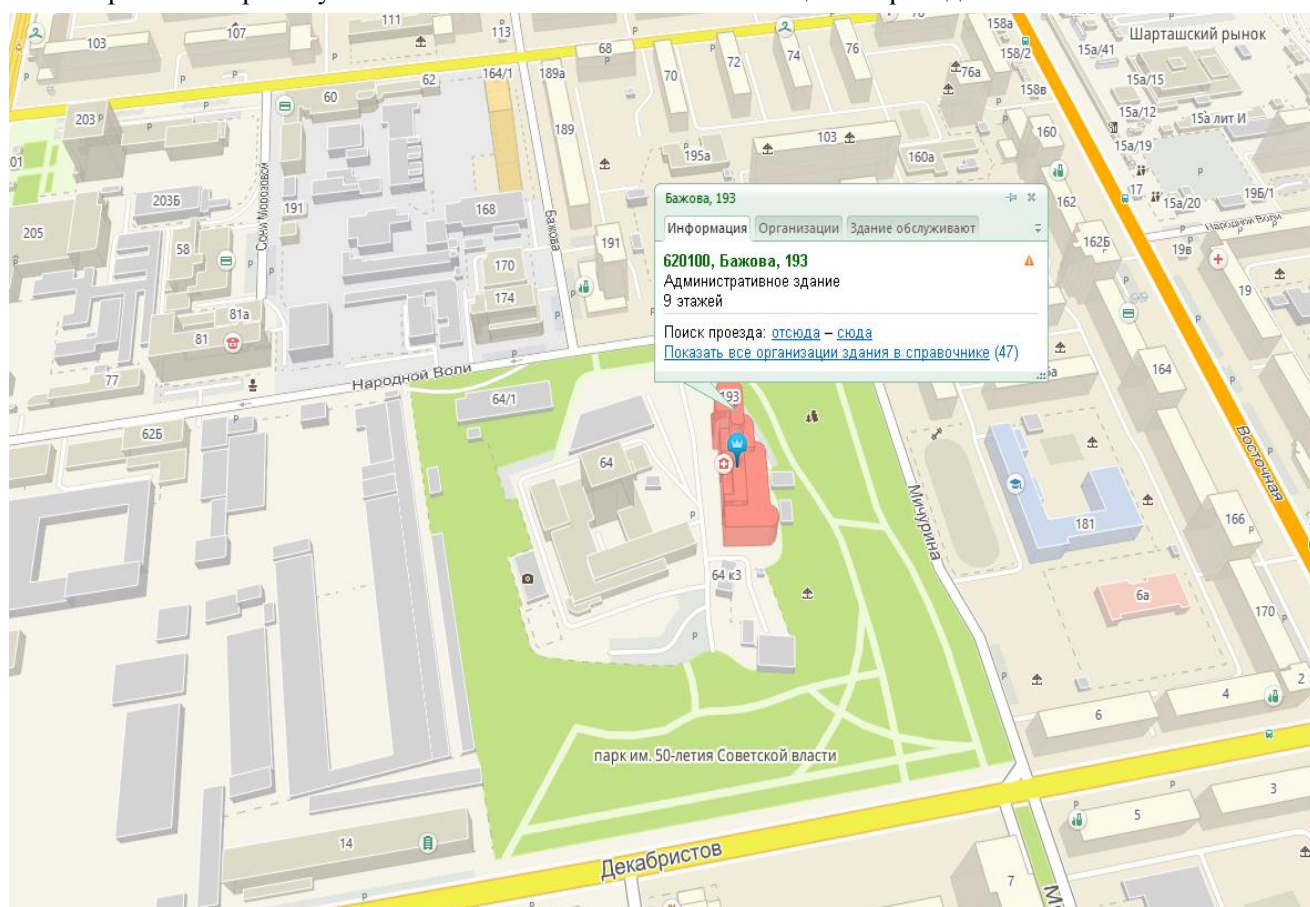 103
107
111
113
68
70
72
74
76
76а
158а
158/2
158в
15а/41
Шарташский рынок
15а/15
15а/12
15а лит И
15а/19
160
160а
103
195а
203
Р
60
62
164/1
189а
189
201
205
203Б
58
Сони Морозовой
191
168
Бажова
191
170
174
81а
81
77
Народной Воли
62Б
162
162Б
17
15а/20
19Б/1
Народной Воли
19в
19
Бажова, 193
Информация
Организации
Здание обслуживают
620100, Бажова, 193
Административное здание
9 этажей
Поиск проезда: отсюда – сюда
Показать все организации здания в справочнике (47)
193
64/1
64
64 к3
Мичурина
181
6а
164
Восточная
166
170
2
4
6
парк им. 50-летия Советской власти
14
Декабристов
3
5
7